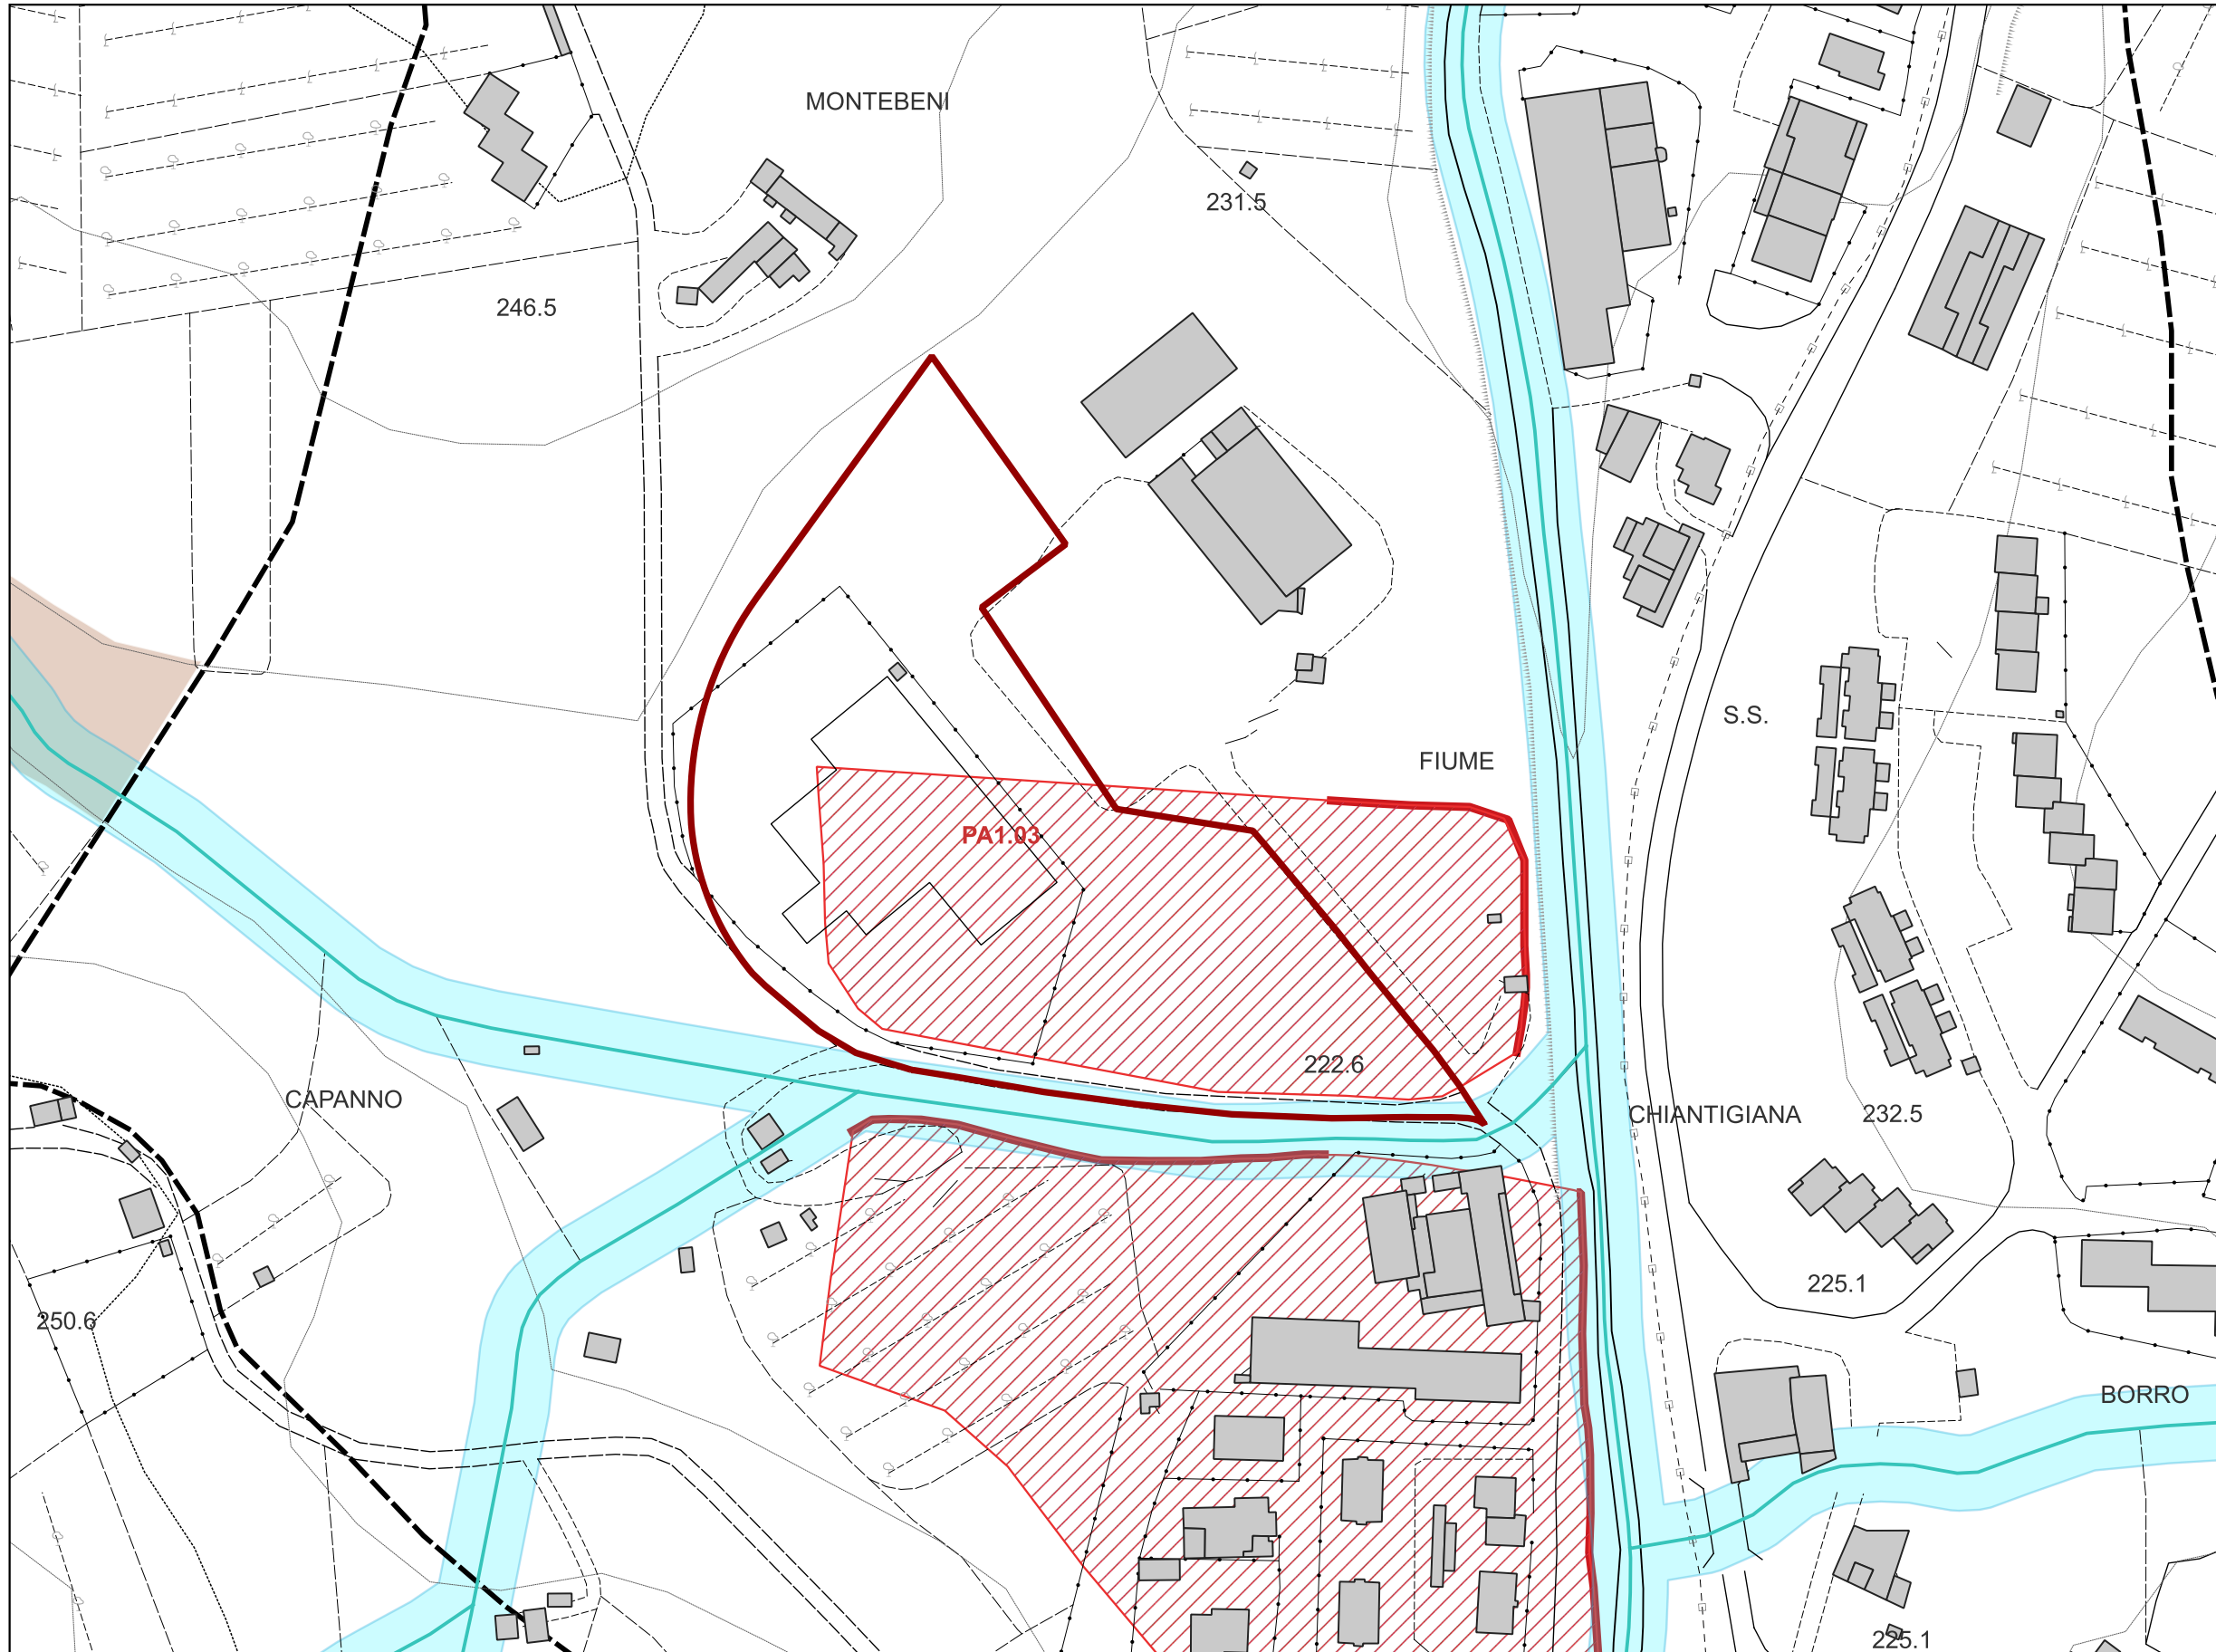 MONTEBENI
231.5
246.5
S.S.
FIUME
PA1.03
222.6
CAPANNO
CHIANTIGIANA
232.5
225.1
250.6
BORRO
225.1